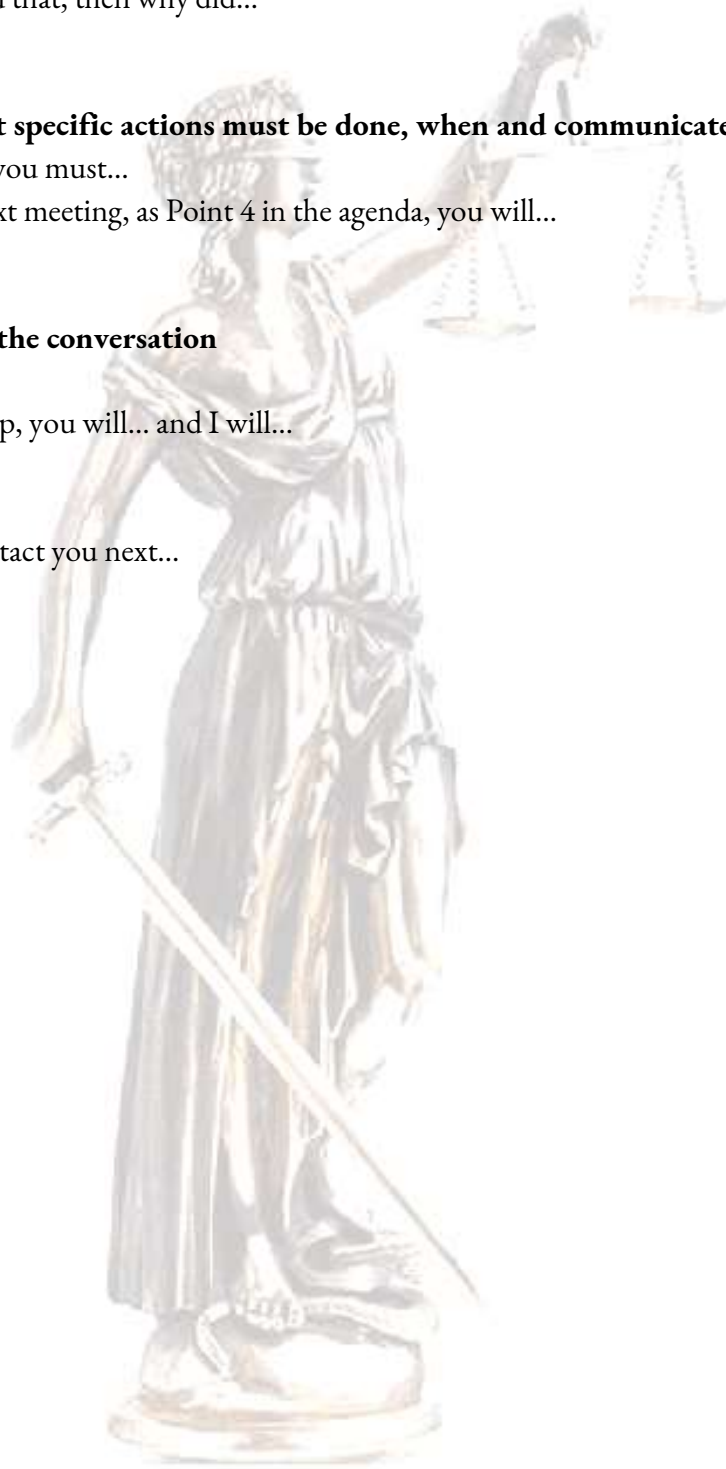 that, then why did...
t specific actions must be done, when and communicate
you must...
xt meeting, as Point 4 in the agenda, you will...
the conversation
p, you will... and I will...
tact you next...